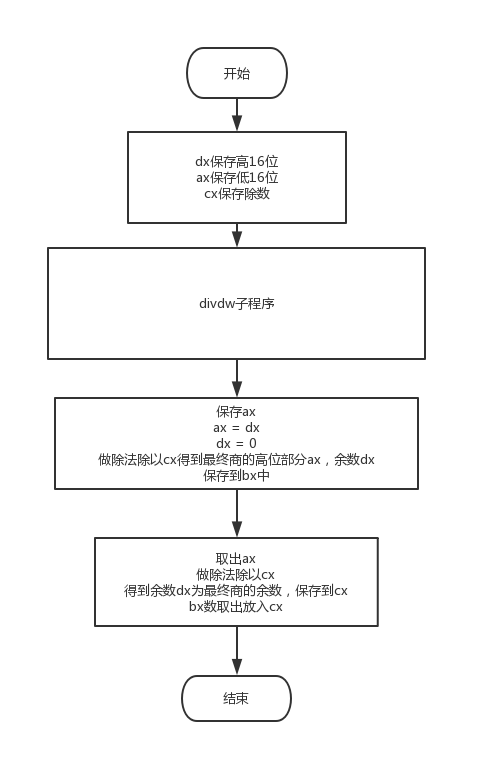 开始
dx保存高16位
ax保存低16位
cx保存除数
divdw子程序
保存ax
ax = dx
dx = 0
做除法除以cx得到最终商的高位部分ax，余数dx
保存到bx中
取出ax
做除法除以cx
得到余数dx为最终商的余数，保存到cx
bx数取出放入cx
结束